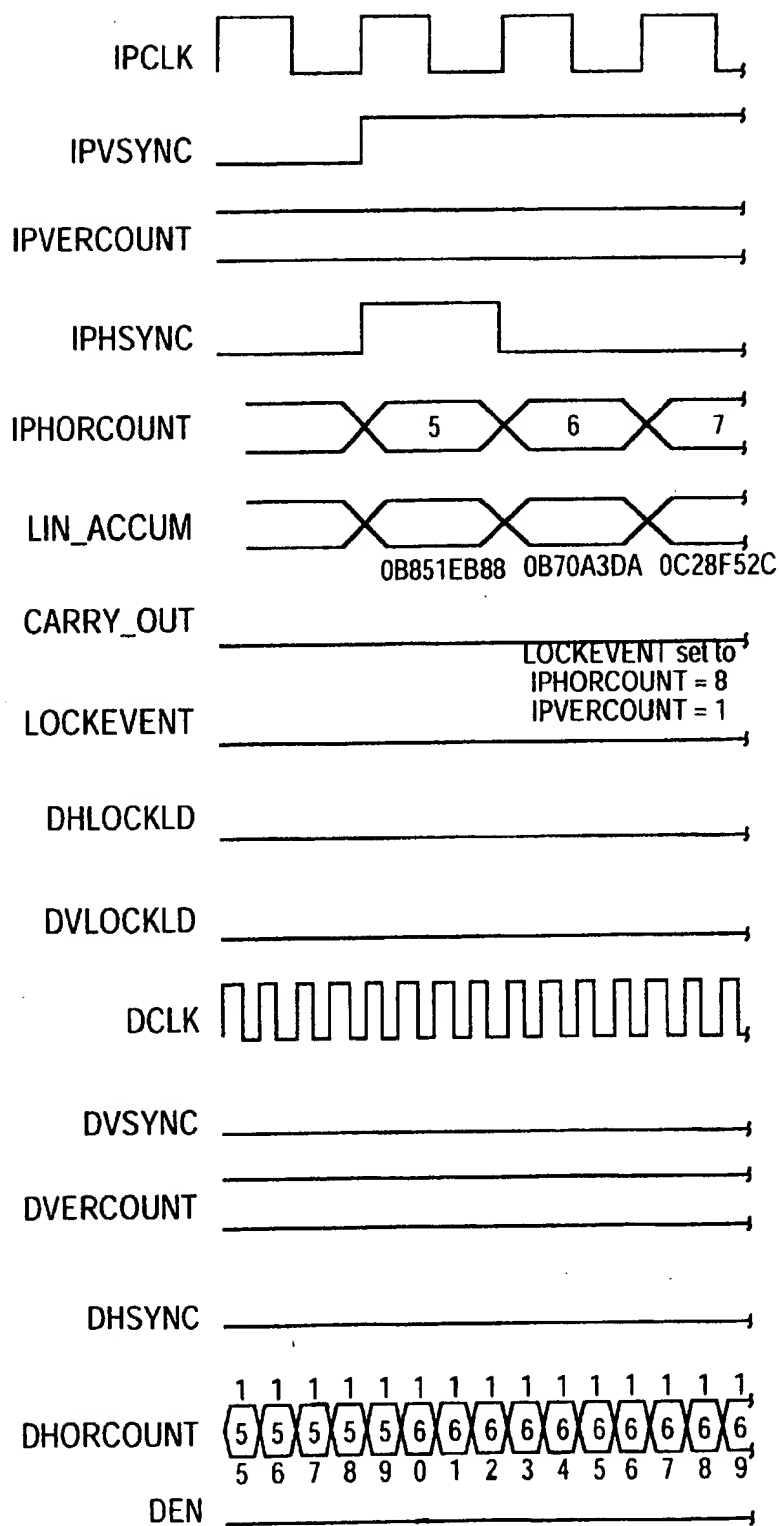 IPCLK
IPVSYNC
IPVERCOUNT
IPHSYNC
IPHORCOUNT 5 6 7
LIN_ACCUM
0B851EB88 0B70A3DA 0C28F52C
CARRY_OUT
LOCKEVENT set to
IPHORCOUNT = 8
IPVERCOUNT = 1
LOCKEVENT
DHLOCKLD
DVLOCKLD
DCLK
DVSYNC
DVERCOUNT
DHSYNC
1 1 1 1 1 1 1 1 1 1 1 1 1 1 1
DHORCOUNT 5 5 5 5 5 6 6 6 6 6 6 6 6 6 6
5 6 7 8 9 0 1 2 3 4 5 6 7 8 9
DEN